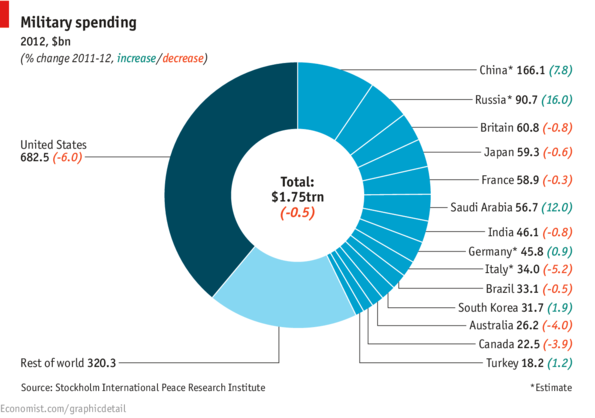 Military spending
2012, $bn
(% change 2011-12, increase/decrease)
China* 166.1 (7.8)
Russia* 90.7 (16.0)
Britain 60.8 (-0.8)
United States
682.5 (-6.0)
Japan 59.3 (-0.6)
Total:
$1.75trn
(-0.5)
France 58.9 (-0.3)
Saudi Arabia 56.7 (12.0)
India 46.1 (-0.8)
Germany* 45.8 (0.9)
Italy* 34.0 (-5.2)
Brazil 33.1 (-0.5)
South Korea 31.7 (1.9)
Australia 26.2 (-4.0)
Canada 22.5 (-3.9)
Rest of world 320.3
Turkey 18.2 (1.2)
Source: Stockholm International Peace Research Institute
*Estimate
Economist.com/graphicdetail